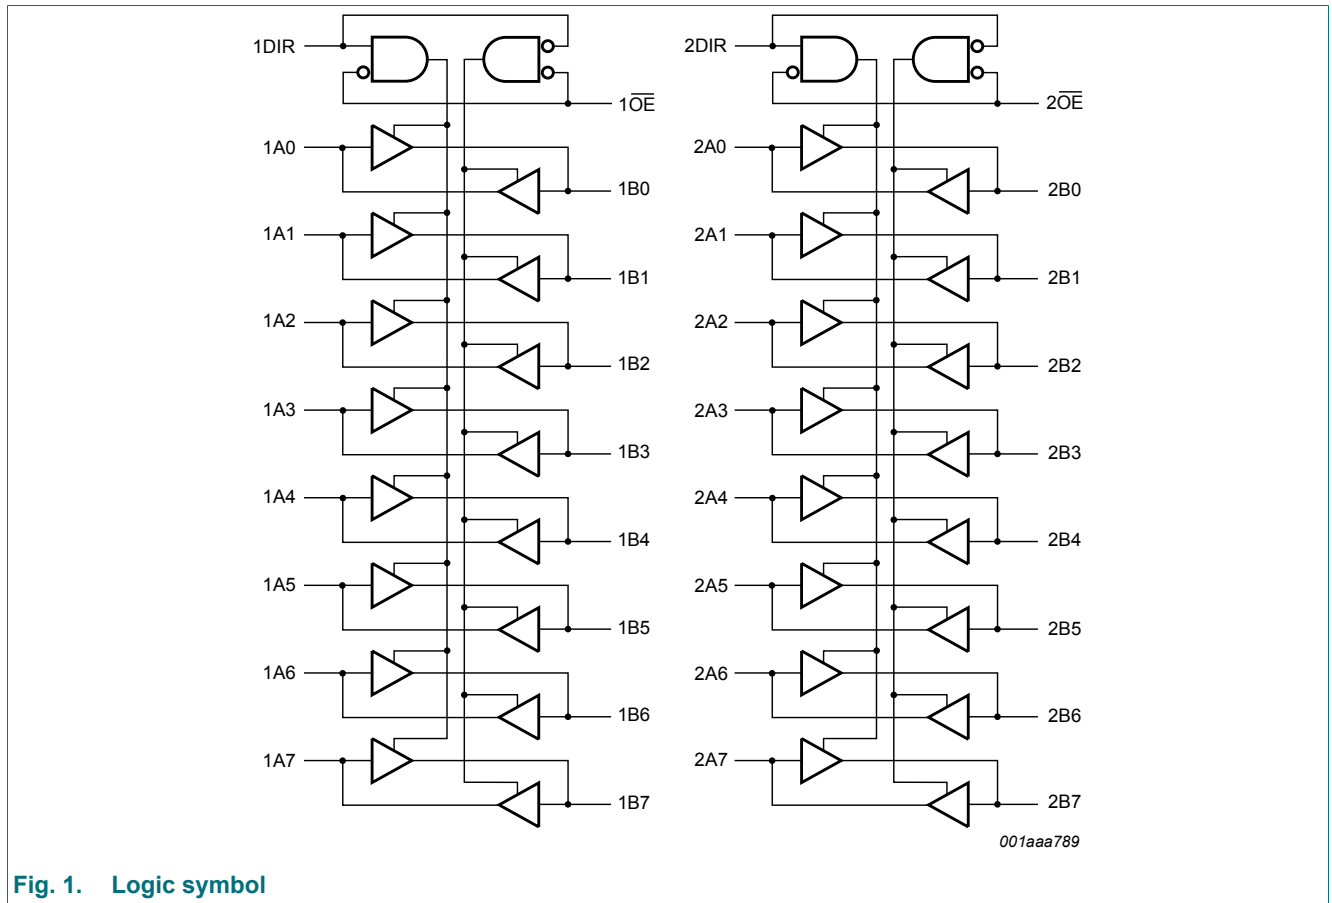 1DIR
2DIR
1O̅E̅
2O̅E̅
1A0
2A0
1B0
2B0
1A1
2A1
1B1
2B1
1A2
2A2
1B2
2B2
1A3
2A3
1B3
2B3
1A4
2A4
1B4
2B4
1A5
2A5
1B5
2B5
1A6
2A6
1B6
2B6
1A7
2A7
1B7
2B7
001aaa789
Fig. 1. Logic symbol